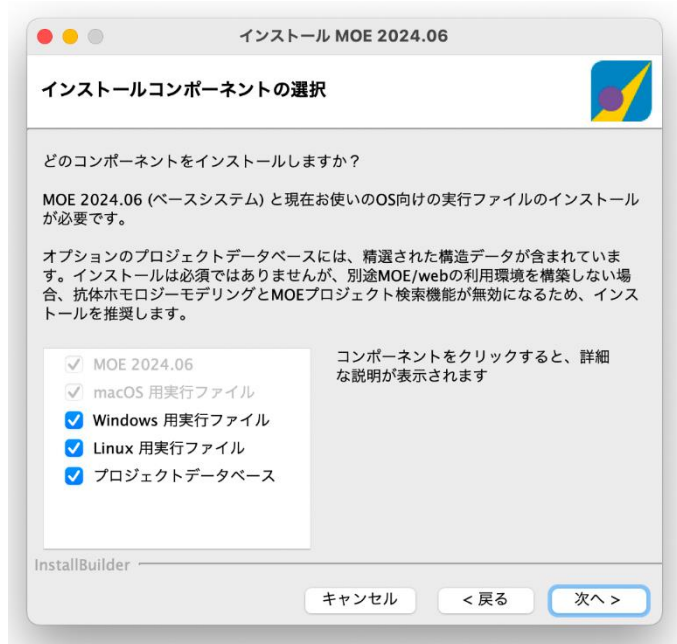 インストール MOE 2024.06
インストールコンポーネントの選択
どのコンポーネントをインストールしますか？
MOE 2024.06 (ベースシステム) と現在お使いのOS向けの実行ファイルのインストール
が必要です。
オプションのプロジェクトデータベースには、精選された構造データが含まれていま
す。インストールは必須ではありませんが、別途MOE/webの利用環境を構築しない場
合、抗体ホモロジーモデリングとMOEプロジェクト検索機能が無効になるため、インス
トールを推奨します。
MOE 2024.06
macOS 用実行ファイル
Windows 用実行ファイル
Linux 用実行ファイル
プロジェクトデータベース
コンポーネントをクリックすると、詳細
な説明が表示されます
InstallBuilder
キャンセル
< 戻る
次へ >